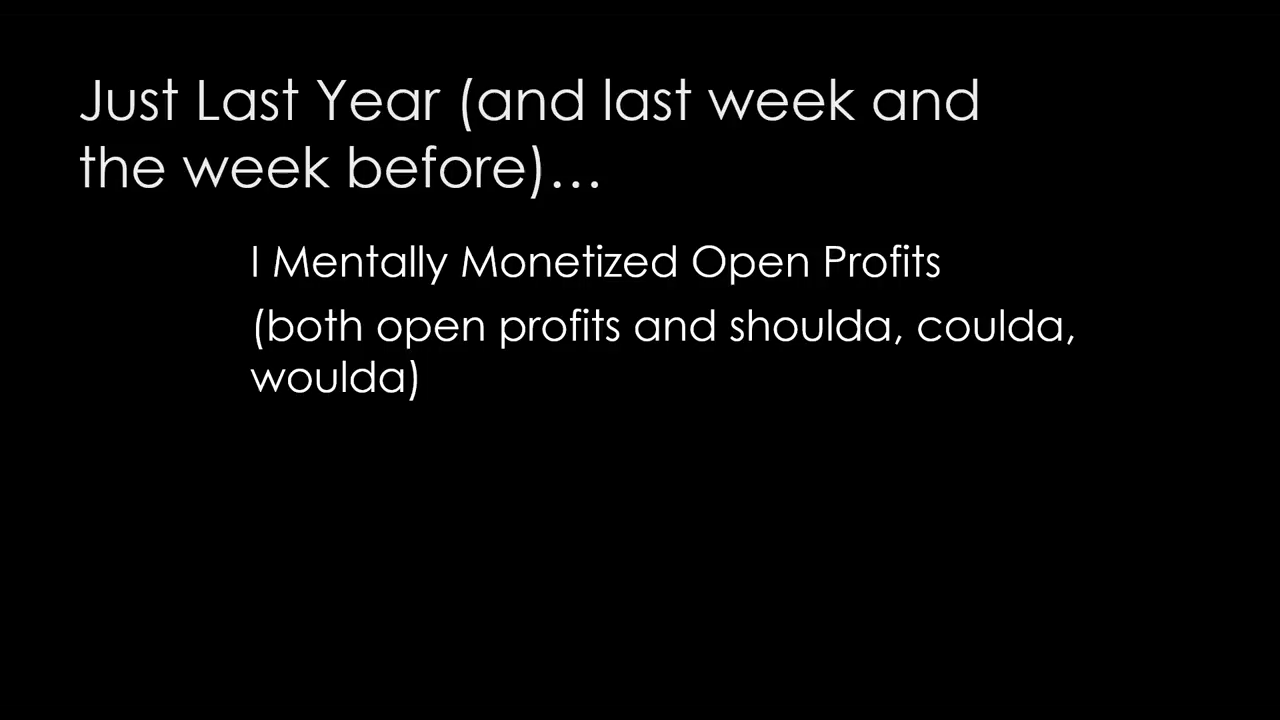 Just Last Year (and last week and
the week before)…
I Mentally Monetized Open Profits
(both open profits and shoulda, coulda,
woulda)